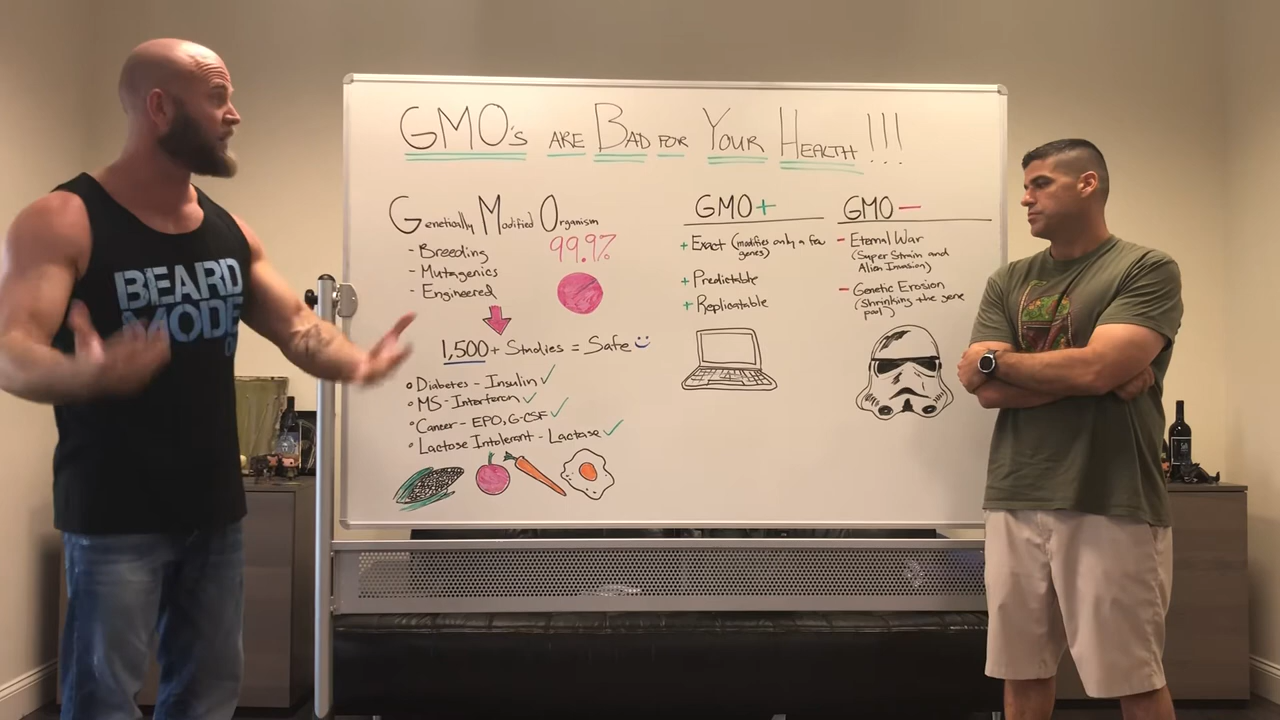 GMO's ARE BAD FOR YOUR HEALTH!!!
Genetically Modified Organism
- Breeding
- Mutagenics
- Engineered
99.9%
1,500+ Studies = Safe
Diabetes - Insulin ✓
MS - Interferon ✓
Cancer - EPO, G-CSF ✓
Lactose Intolerant - Lactase ✓
GMO+
+ Exact (modifies only a few
genes)
+ Predictable
+ Replicatable
GMO-
- Eternal War
(Super Strain and
Alien Invasion)
- Genetic Erosion
(Shrinking the gene
pool)
BEARD
MODE